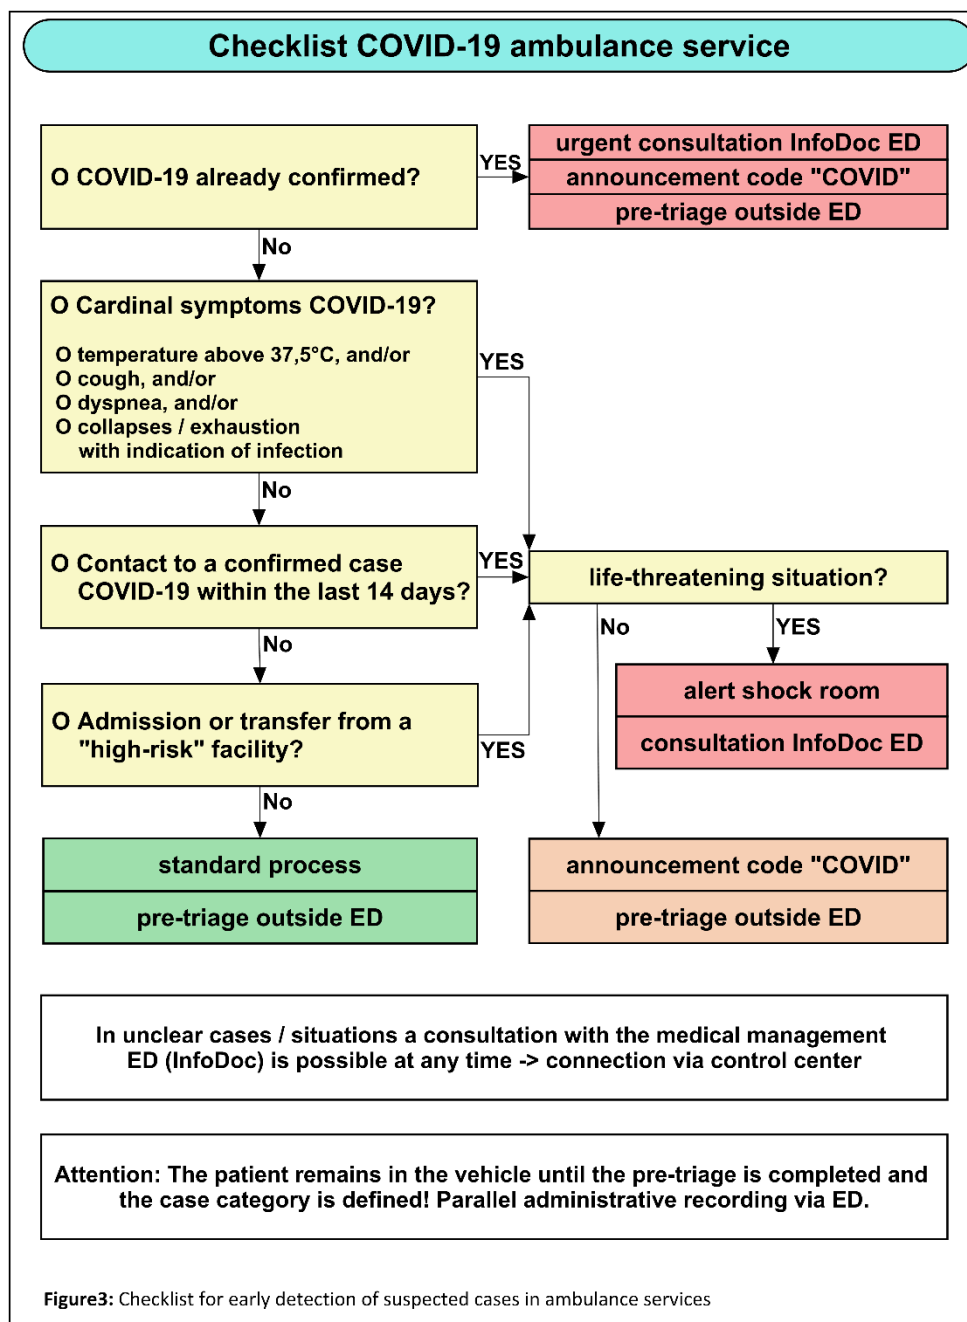 Checklist COVID-19 ambulance service
O COVID-19 already confirmed?
YES
urgent consultation InfoDoc ED
announcement code "COVID"
pre-triage outside ED
No
O Cardinal symptoms COVID-19?
O temperature above 37,5°C, and/or
O cough, and/or
O dyspnea, and/or
O collapses / exhaustion
with indication of infection
YES
No
O Contact to a confirmed case
COVID-19 within the last 14 days?
YES
life-threatening situation?
No
No
YES
O Admission or transfer from a
"high-risk" facility?
YES
alert shock room
consultation InfoDoc ED
No
standard process
pre-triage outside ED
announcement code "COVID"
pre-triage outside ED
In unclear cases / situations a consultation with the medical management
ED (InfoDoc) is possible at any time -> connection via control center
Attention: The patient remains in the vehicle until the pre-triage is completed and
the case category is defined! Parallel administrative recording via ED.
Figure3: Checklist for early detection of suspected cases in ambulance services